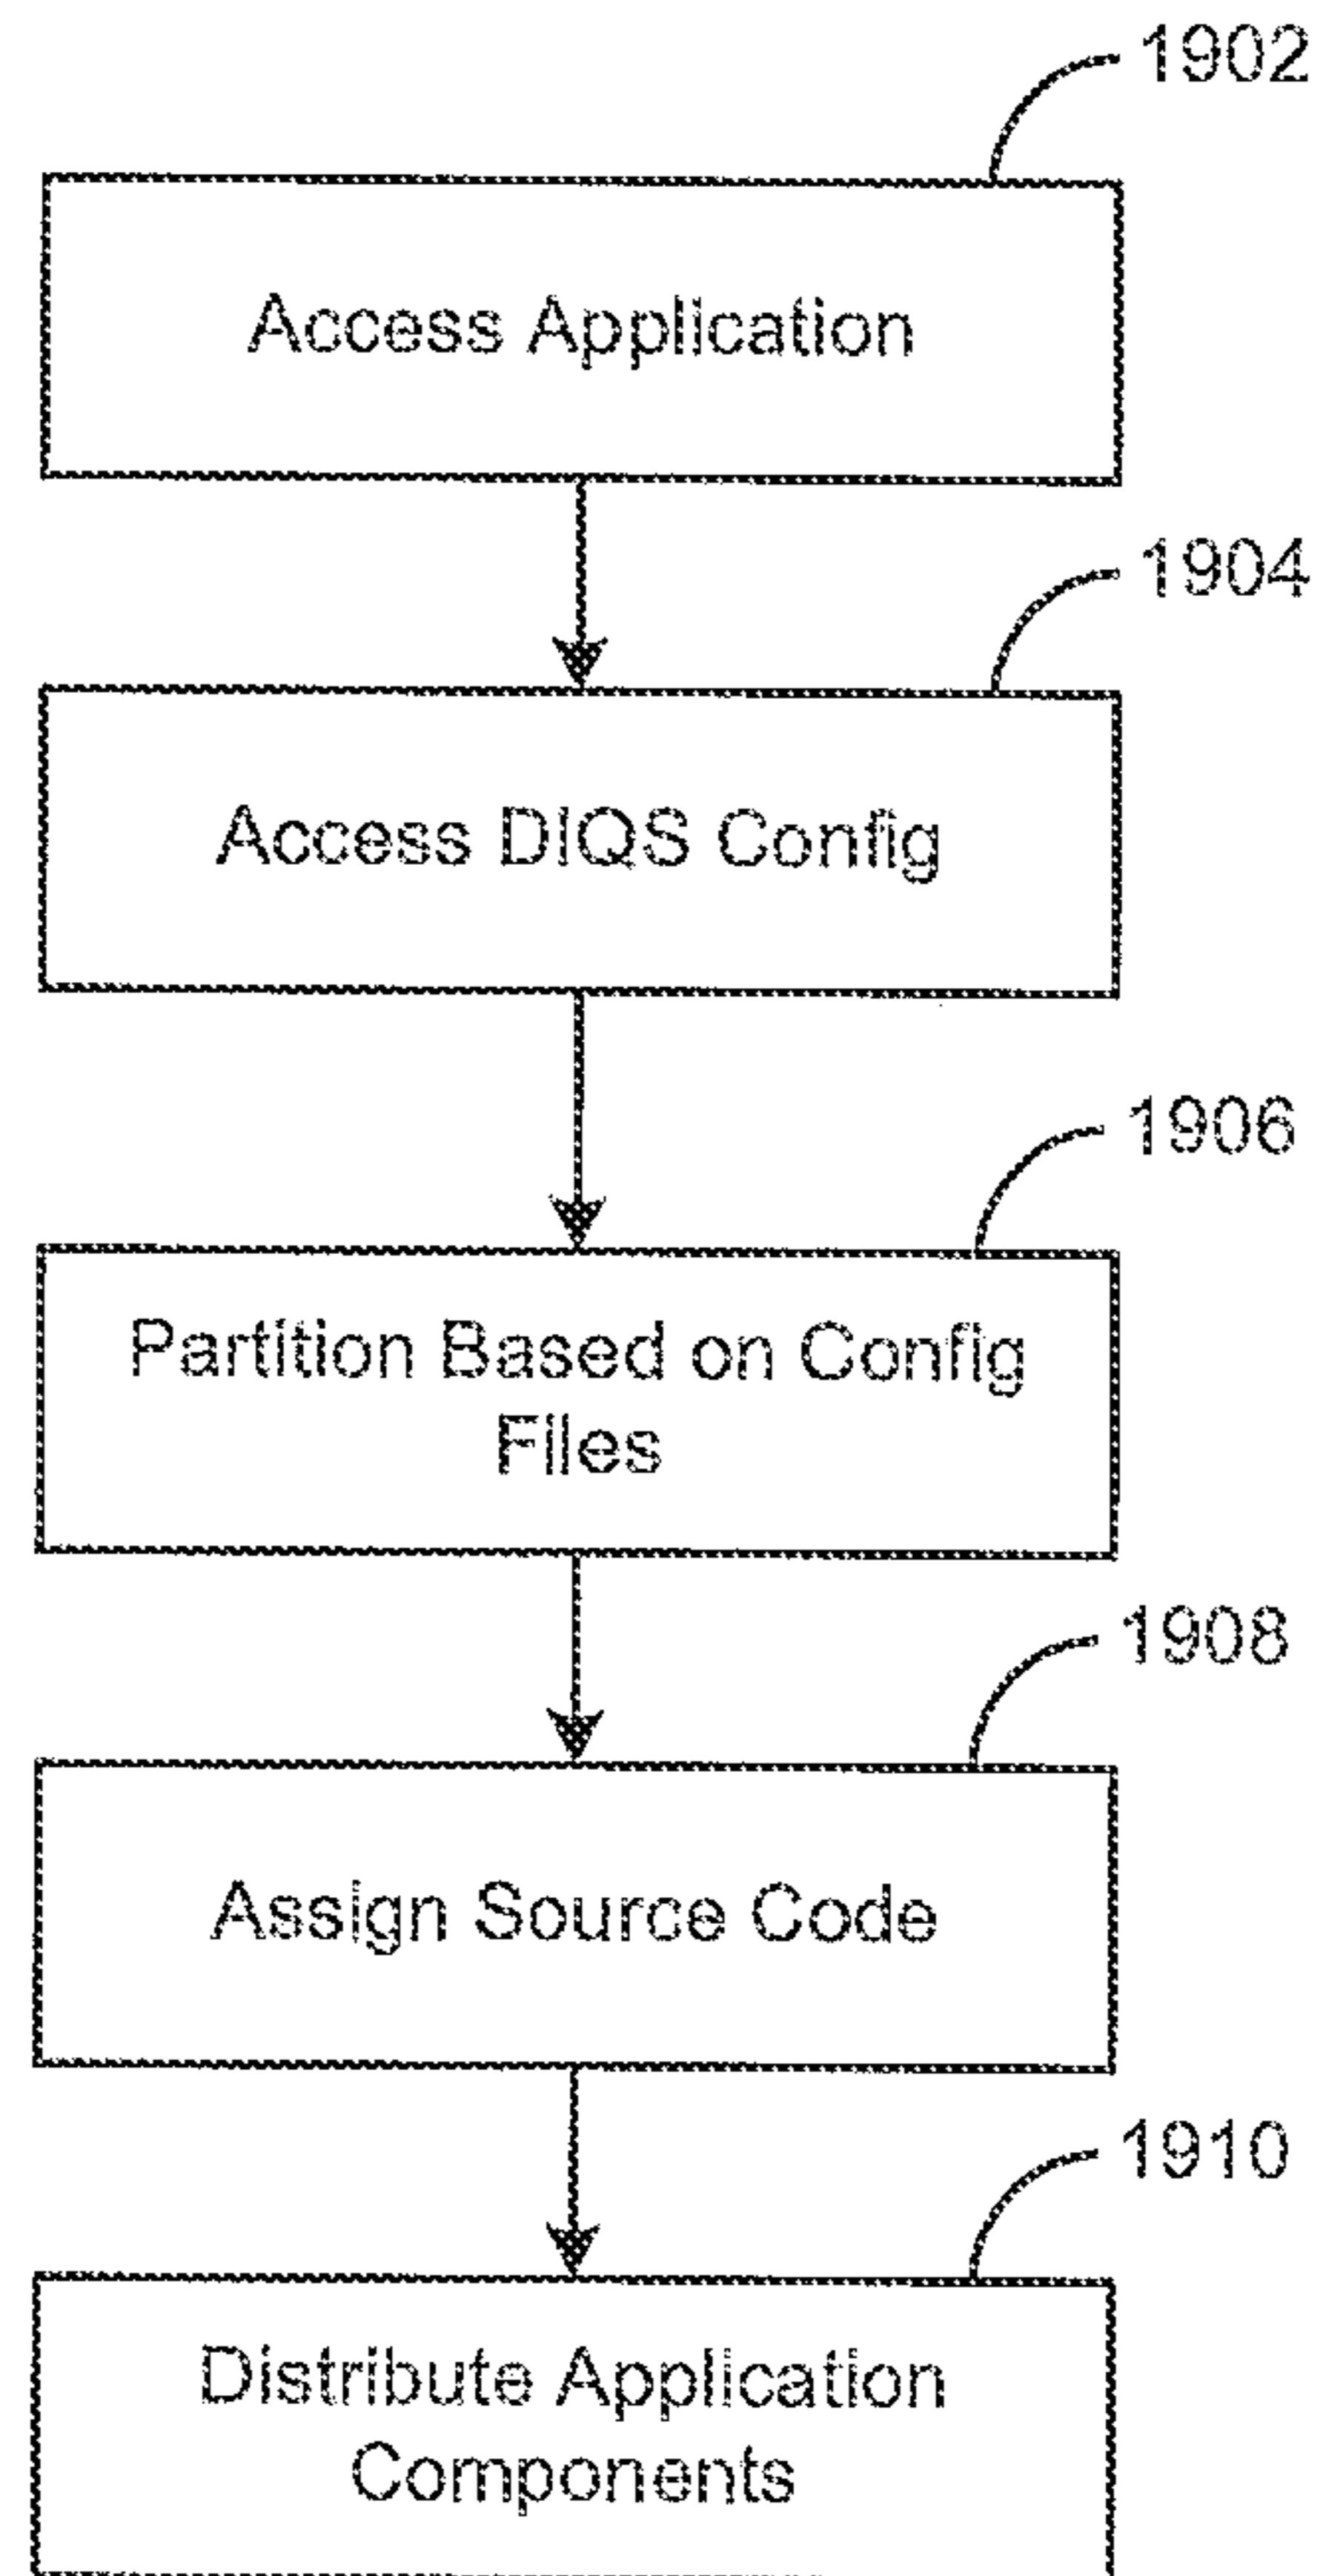 1902
Access Application
1904
Access DIQS Config
1906
Partition Based on Config
Files
1908
Assign Source Code
1910
Distribute Application
Components